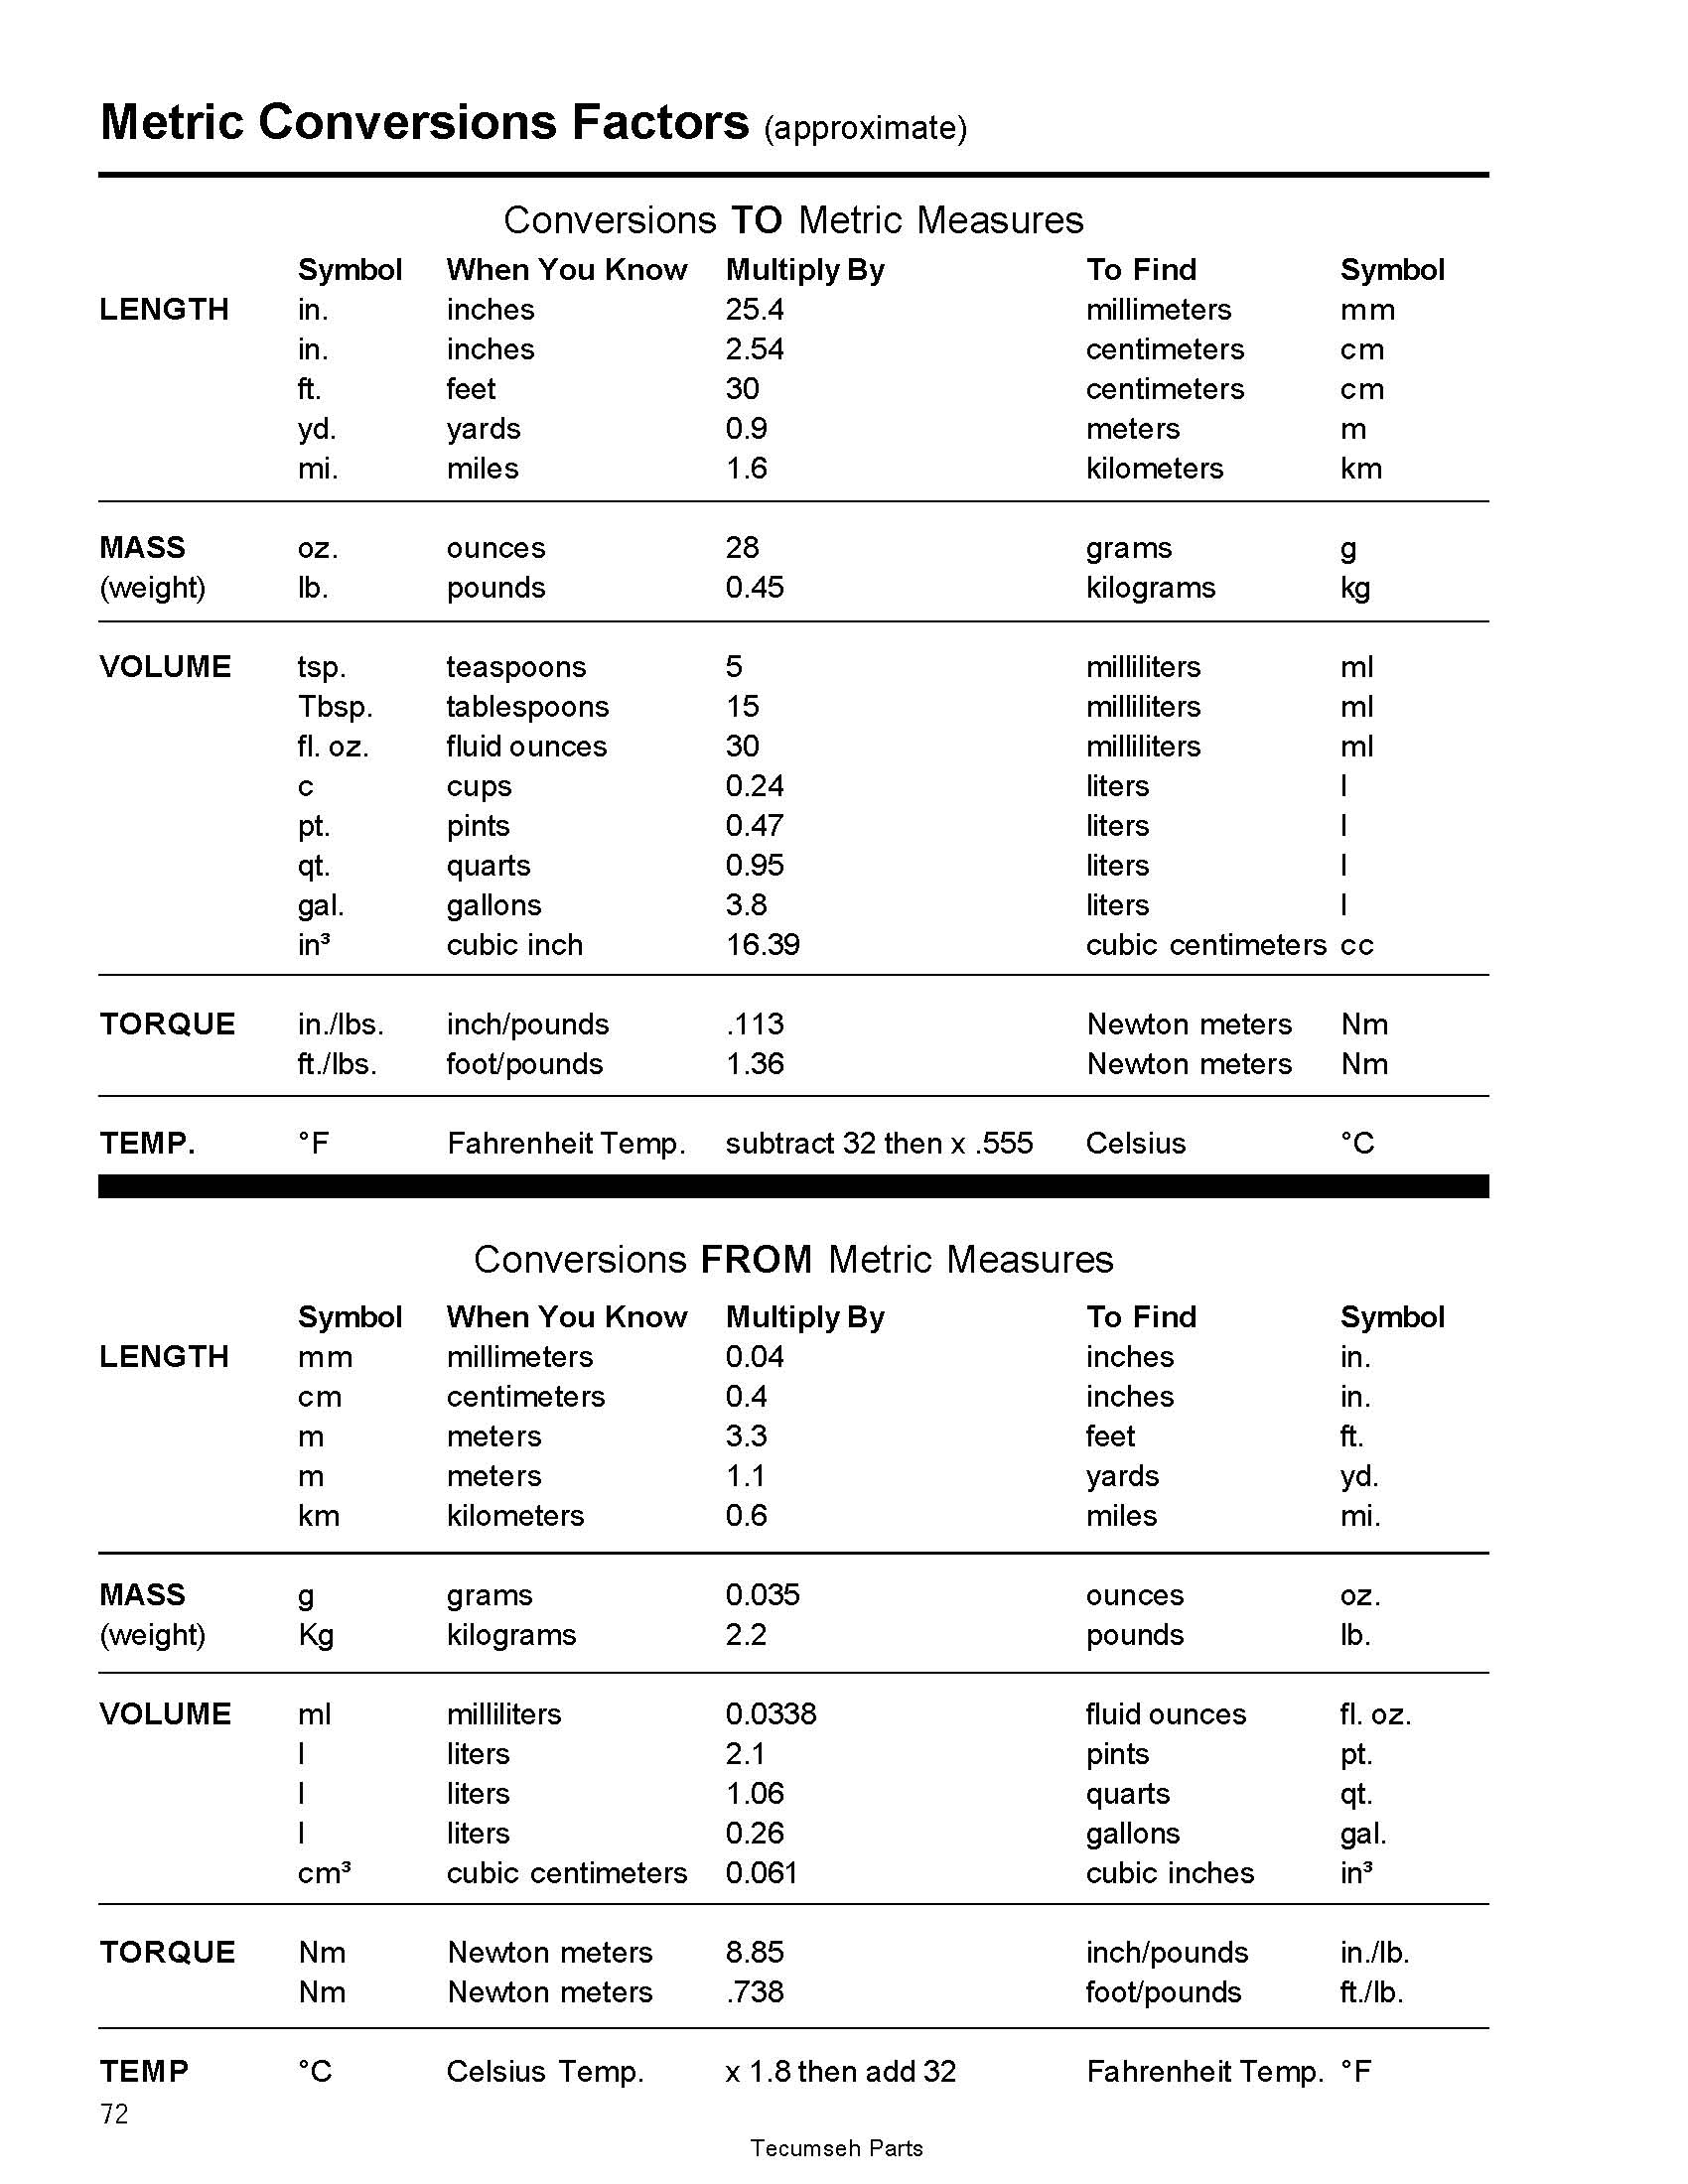 Metric Conversions Factors (approximate)
Conversions TO Metric Measures
Symbol When You Know Multiply By To Find Symbol
LENGTH in. inches 25.4 millimeters mm
in. inches 2.54 centimeters cm
ft. feet 30 centimeters cm
yd. yards 0.9 meters m
mi. miles 1.6 kilometers km
MASS oz. ounces 28 grams g
(weight) lb. pounds 0.45 kilograms kg
VOLUME tsp. teaspoons 5 milliliters ml
Tbsp. tablespoons 15 milliliters ml
fl. oz. fluid ounces 30 milliliters ml
c cups 0.24 liters l
pt. pints 0.47 liters l
qt. quarts 0.95 liters l
gal. gallons 3.8 liters l
in³ cubic inch 16.39 cubic centimeters cc
TORQUE in./lbs. inch/pounds .113 Newton meters Nm
ft./lbs. foot/pounds 1.36 Newton meters Nm
TEMP. °F Fahrenheit Temp. subtract 32 then x .555 Celsius °C
Conversions FROM Metric Measures
Symbol When You Know Multiply By To Find Symbol
LENGTH mm millimeters 0.04 inches in.
cm centimeters 0.4 inches in.
m meters 3.3 feet ft.
m meters 1.1 yards yd.
km kilometers 0.6 miles mi.
MASS g grams 0.035 ounces oz.
(weight) Kg kilograms 2.2 pounds lb.
VOLUME ml milliliters 0.0338 fluid ounces fl. oz.
l liters 2.1 pints pt.
l liters 1.06 quarts qt.
l liters 0.26 gallons gal.
cm³ cubic centimeters 0.061 cubic inches in³
TORQUE Nm Newton meters 8.85 inch/pounds in./lb.
Nm Newton meters .738 foot/pounds ft./lb.
TEMP °C Celsius Temp. x 1.8 then add 32 Fahrenheit Temp. °F
72
Tecumseh Parts